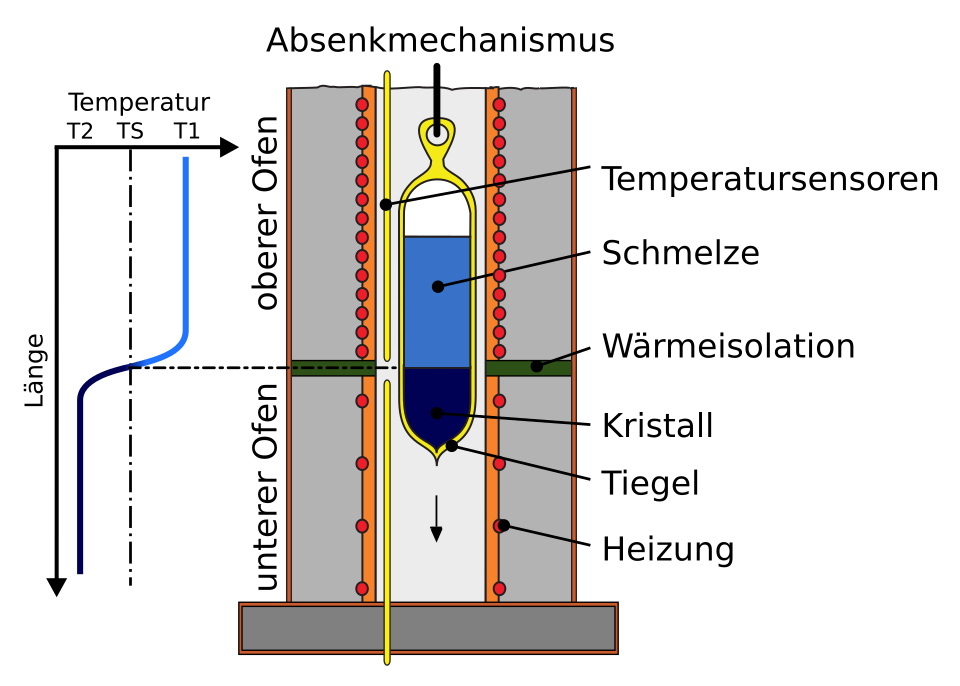 Absenkmechanismus
Temperatur
T2 TS T1
Länge
oberer Ofen
unterer Ofen
Temperatursensoren
Schmelze
Wärmeisolation
Kristall
Tiegel
Heizung